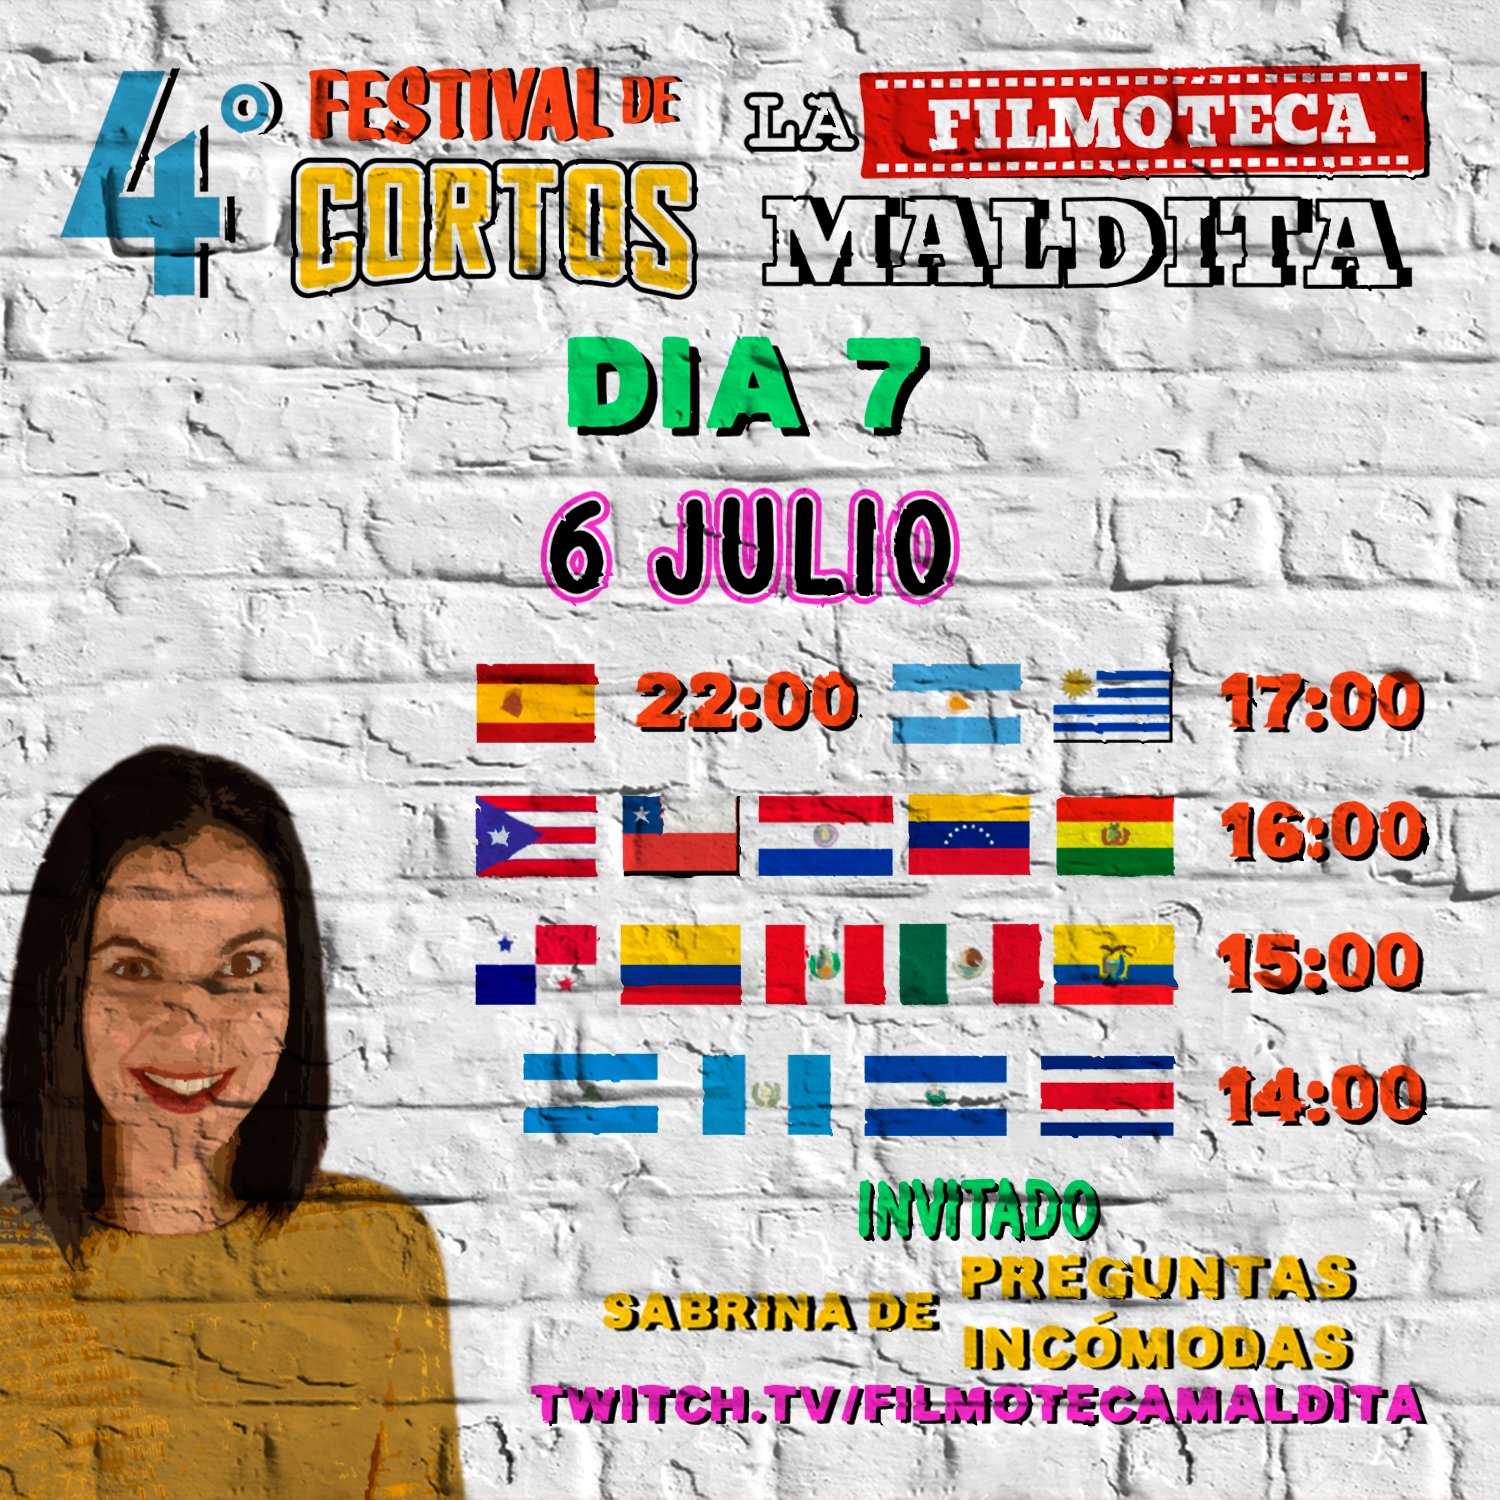 4º FESTIVAL DE
CORTOS
LA FILMOTECA
MALDITA
DIA 7
6 JULIO
22:00 17:00
16:00
15:00
14:00
INVITADO
SABRINA DE PREGUNTAS
INCÓMODAS
TWITCH.TV/FILMOTECAMALDITA